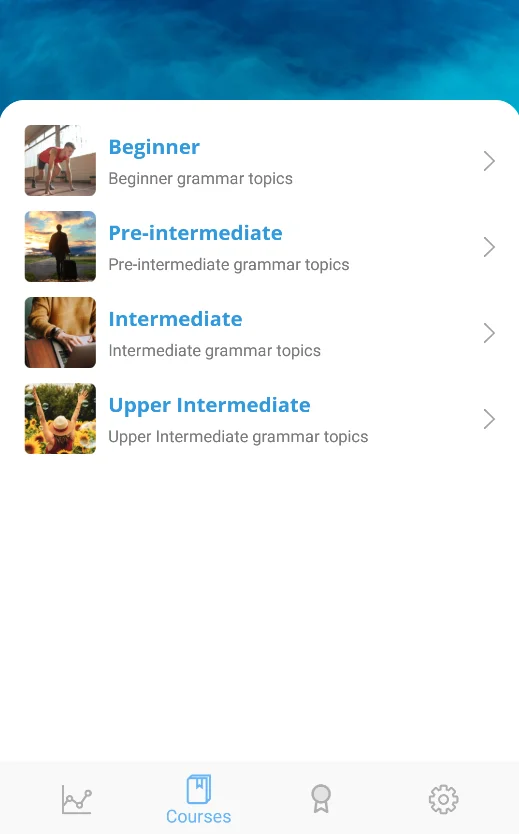 Beginner
Beginner grammar topics
Pre-intermediate
Pre-intermediate grammar topics
Intermediate
Intermediate grammar topics
Upper Intermediate
Upper Intermediate grammar topics
Courses